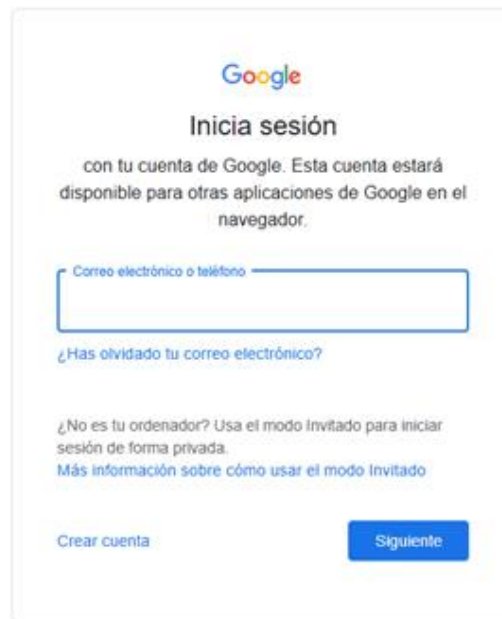 Google
Inicia sesión
con tu cuenta de Google. Esta cuenta estará
disponible para otras aplicaciones de Google en el
navegador.
Correo electrónico o teléfono
¿Has olvidado tu correo electrónico?
¿No es tu ordenador? Usa el modo Invitado para iniciar
sesión de forma privada.
Más información sobre cómo usar el modo Invitado
Crear cuenta
Siguiente